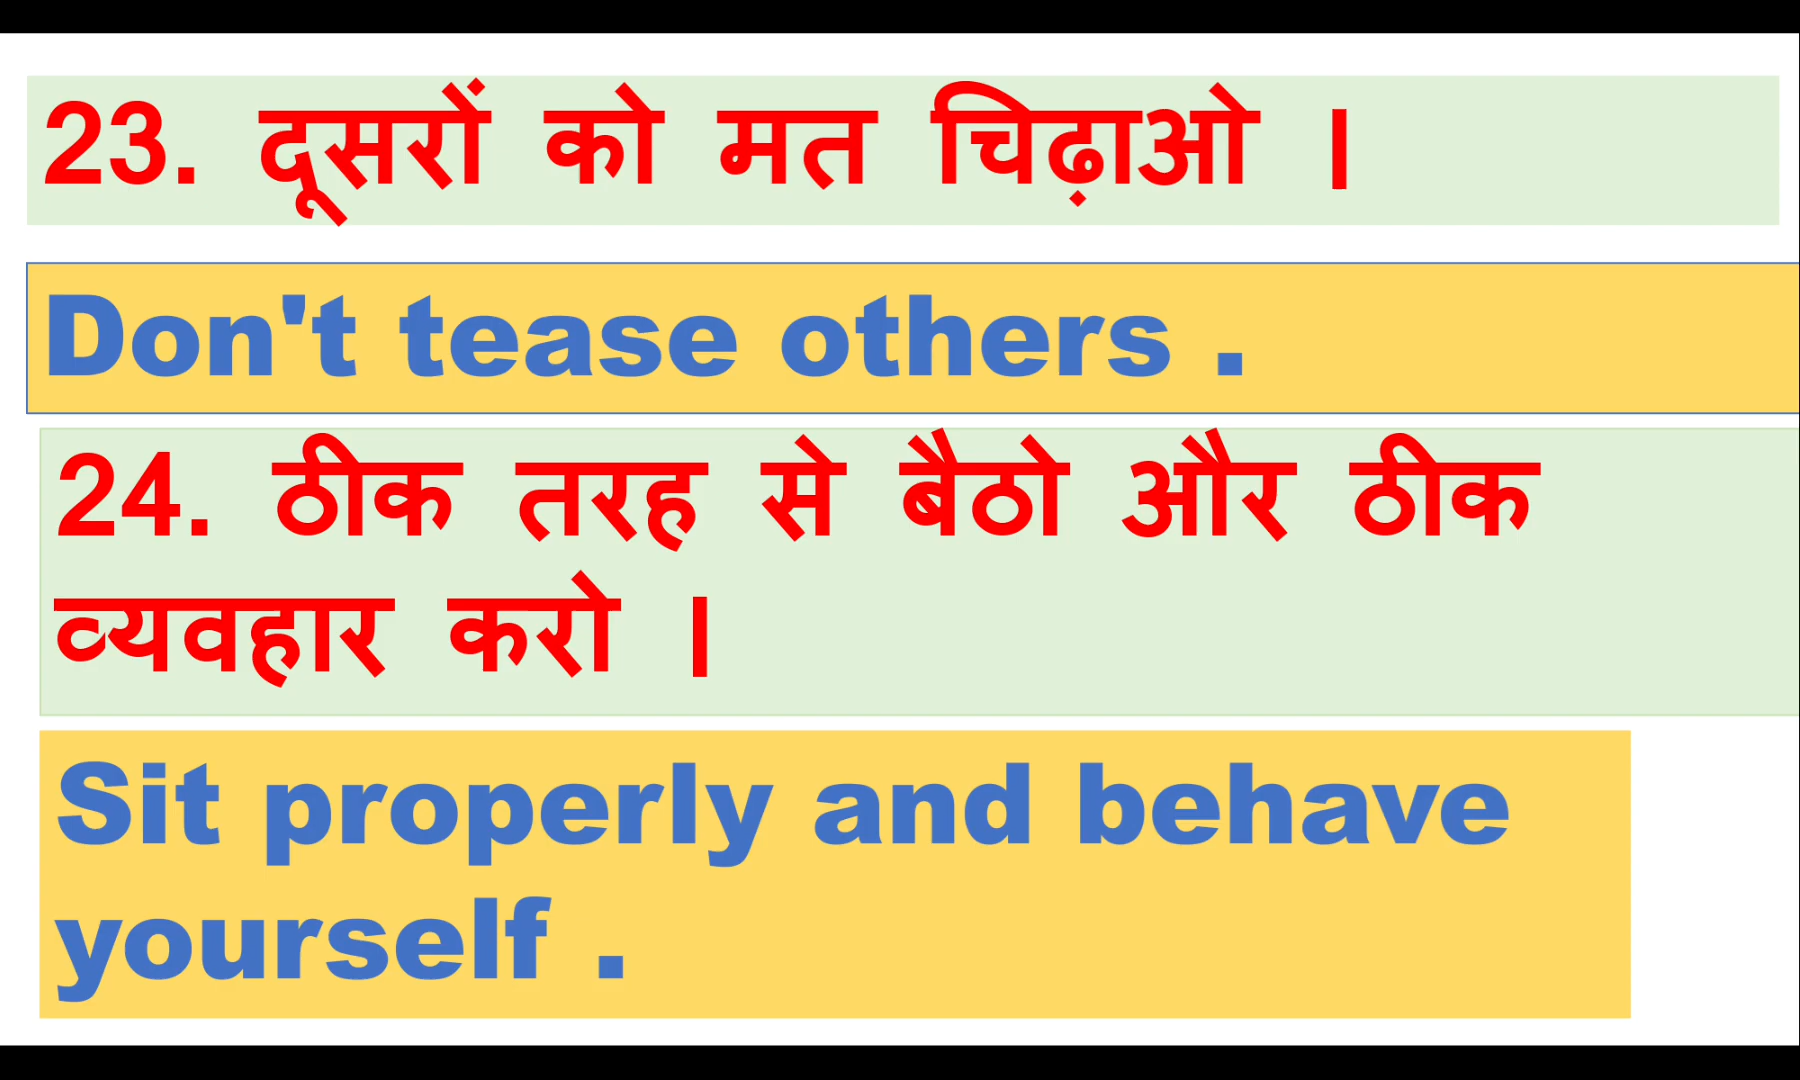 23. दूसरों को मत चिढ़ाओ ।
Don't tease others .
24. ठीक तरह से बैठो और ठीक
व्यवहार करो ।
Sit properly and behave
yourself .